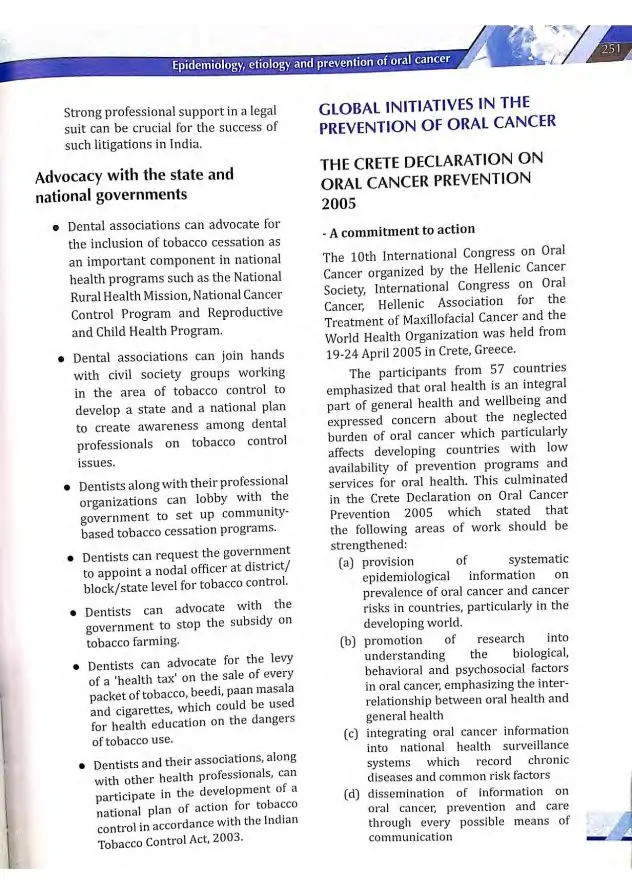 Epidemiology, etiology and prevention of oral cancer
251
Strong professional support in a legal
suit can be crucial for the success of
such litigations in India.
Advocacy with the state and
national governments
● Dental associations can advocate for
the inclusion of tobacco cessation as
an important component in national
health programs such as the National
Rural Health Mission, National Cancer
Control Program and Reproductive
and Child Health Program.
● Dental associations can join hands
with civil society groups working
in the area of tobacco control to
develop a state and a national plan
to create awareness among dental
professionals on tobacco control
issues.
● Dentists along with their professional
organizations can lobby with the
government to set up community-
based tobacco cessation programs.
● Dentists can request the government
to appoint a nodal officer at district/
block/state level for tobacco control.
● Dentists can advocate with the
government to stop the subsidy on
tobacco farming.
● Dentists can advocate for the levy
of a 'health tax' on the sale of every
packet of tobacco, beedi, paan masala
and cigarettes, which could be used
for health education on the dangers
of tobacco use.
● Dentists and their associations, along
with other health professionals, can
participate in the development of a
national plan of action for tobacco
control in accordance with the Indian
Tobacco Control Act, 2003.
GLOBAL INITIATIVES IN THE
PREVENTION OF ORAL CANCER
THE CRETE DECLARATION ON
ORAL CANCER PREVENTION
2005
- A commitment to action
The 10th International Congress on Oral
Cancer organized by the Hellenic Cancer
Society, International Congress on Oral
Cancer, Hellenic Association for the
Treatment of Maxillofacial Cancer and the
World Health Organization was held from
19-24 April 2005 in Crete, Greece.
The participants from 57 countries
emphasized that oral health is an integral
part of general health and wellbeing and
expressed concern about the neglected
burden of oral cancer which particularly
affects developing countries with low
availability of prevention programs and
services for oral health. This culminated
in the Crete Declaration on Oral Cancer
Prevention 2005 which stated that
the following areas of work should be
strengthened:
(a) provision of systematic
epidemiological information on
prevalence of oral cancer and cancer
risks in countries, particularly in the
developing world.
(b) promotion of research into
understanding the biological,
behavioral and psychosocial factors
in oral cancer, emphasizing the inter-
relationship between oral health and
general health
(c) integrating oral cancer information
into national health surveillance
systems which record chronic
diseases and common risk factors
(d) dissemination of information on
oral cancer, prevention and care
through every possible means of
communication